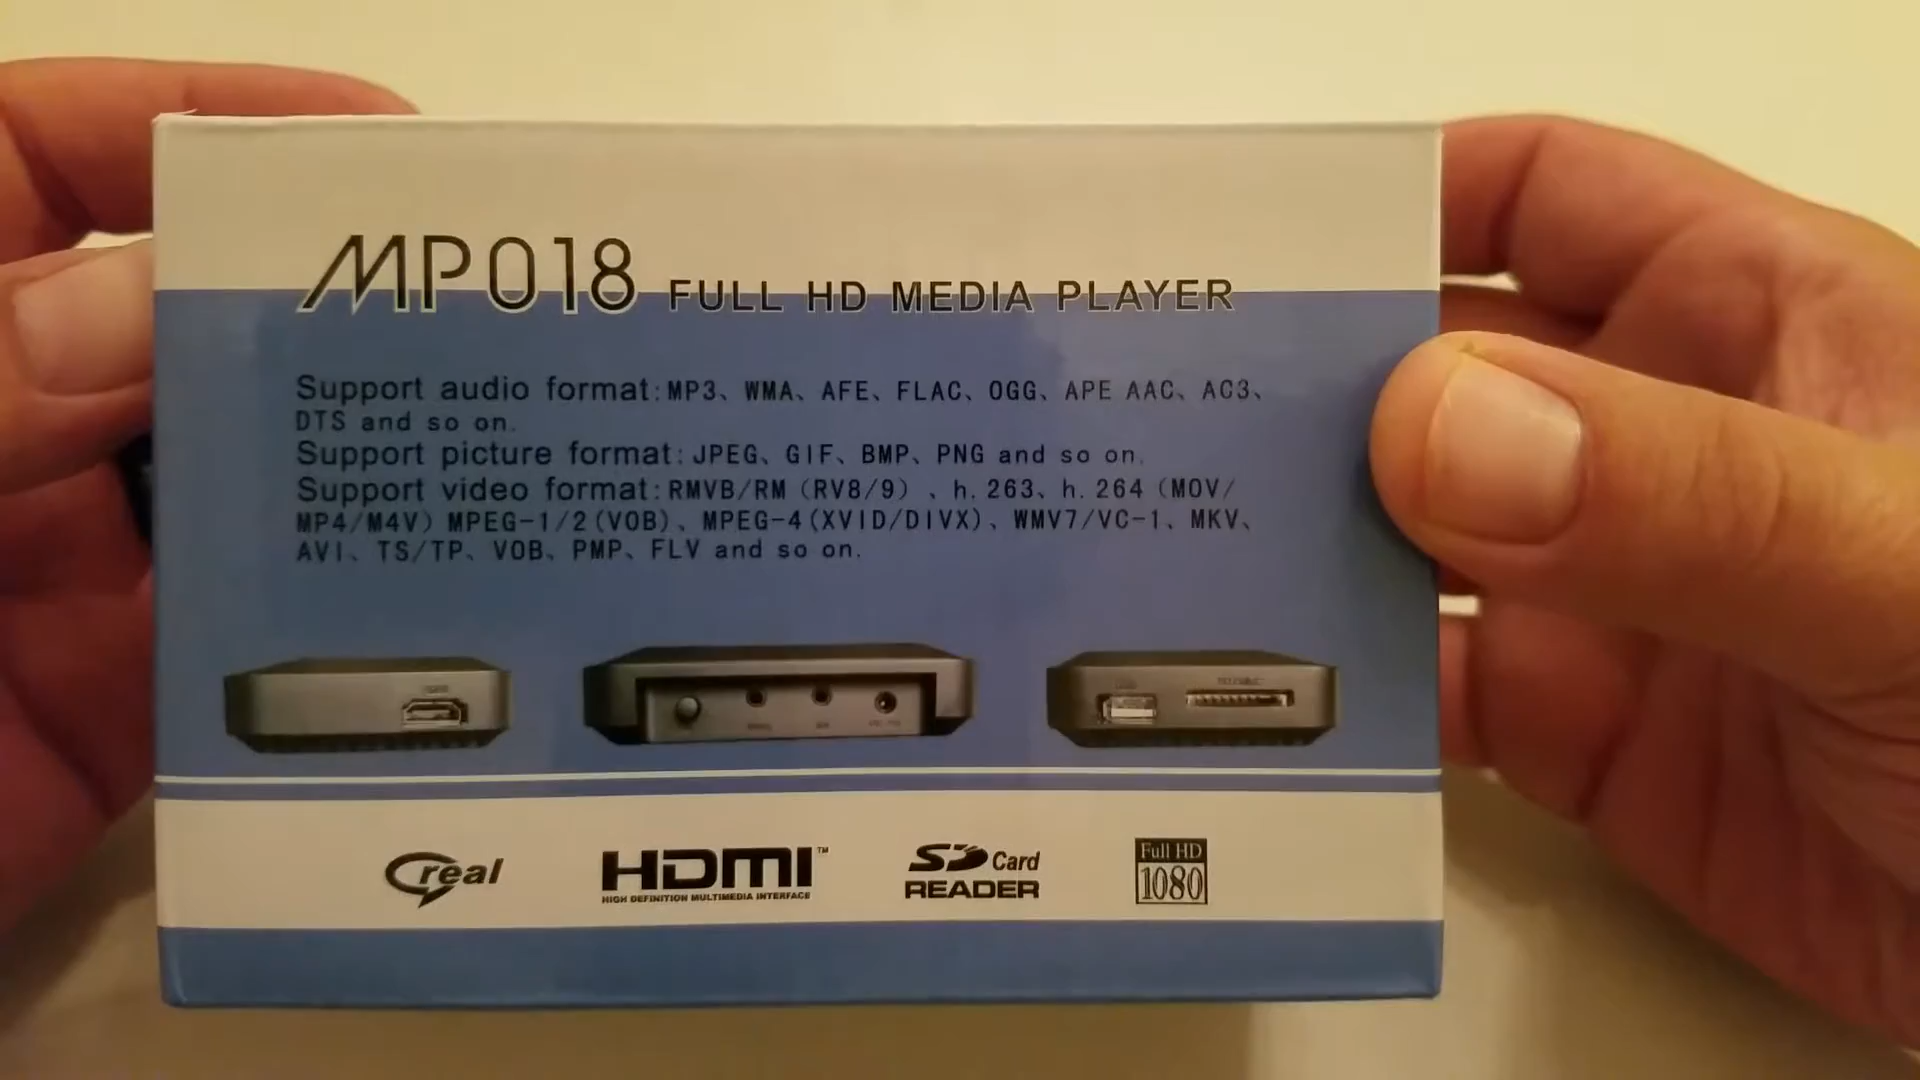 MP018 FULL HD MEDIA PLAYER
Support audio format:MP3、WMA、AFE、FLAC、OGG、APE AAC、AC3、
DTS and so on.
Support picture format:JPEG、GIF、BMP、PNG and so on.
Support video format:RMVB/RM（RV8/9）、h.263、h.264（MOV/
MP4/M4V）MPEG-1/2(VOB)、MPEG-4(XVID/DIVX)、WMV7/VC-1、MKV、
AVI、TS/TP、VOB、PMP、FLV and so on.
real
HDMI™
HIGH DEFINITION MULTIMEDIA INTERFACE
SD Card
READER
Full HD
1080